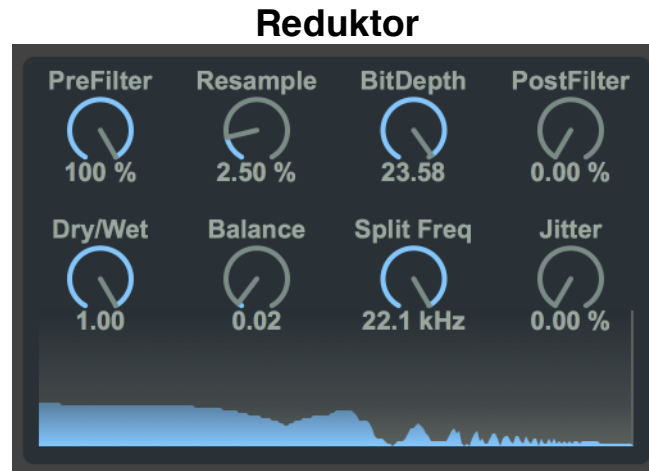 Reduktor
PreFilter Resample BitDepth PostFilter
100 % 2.50 % 23.58 0.00 %
Dry/Wet Balance Split Freq Jitter
1.00 0.02 22.1 kHz 0.00 %